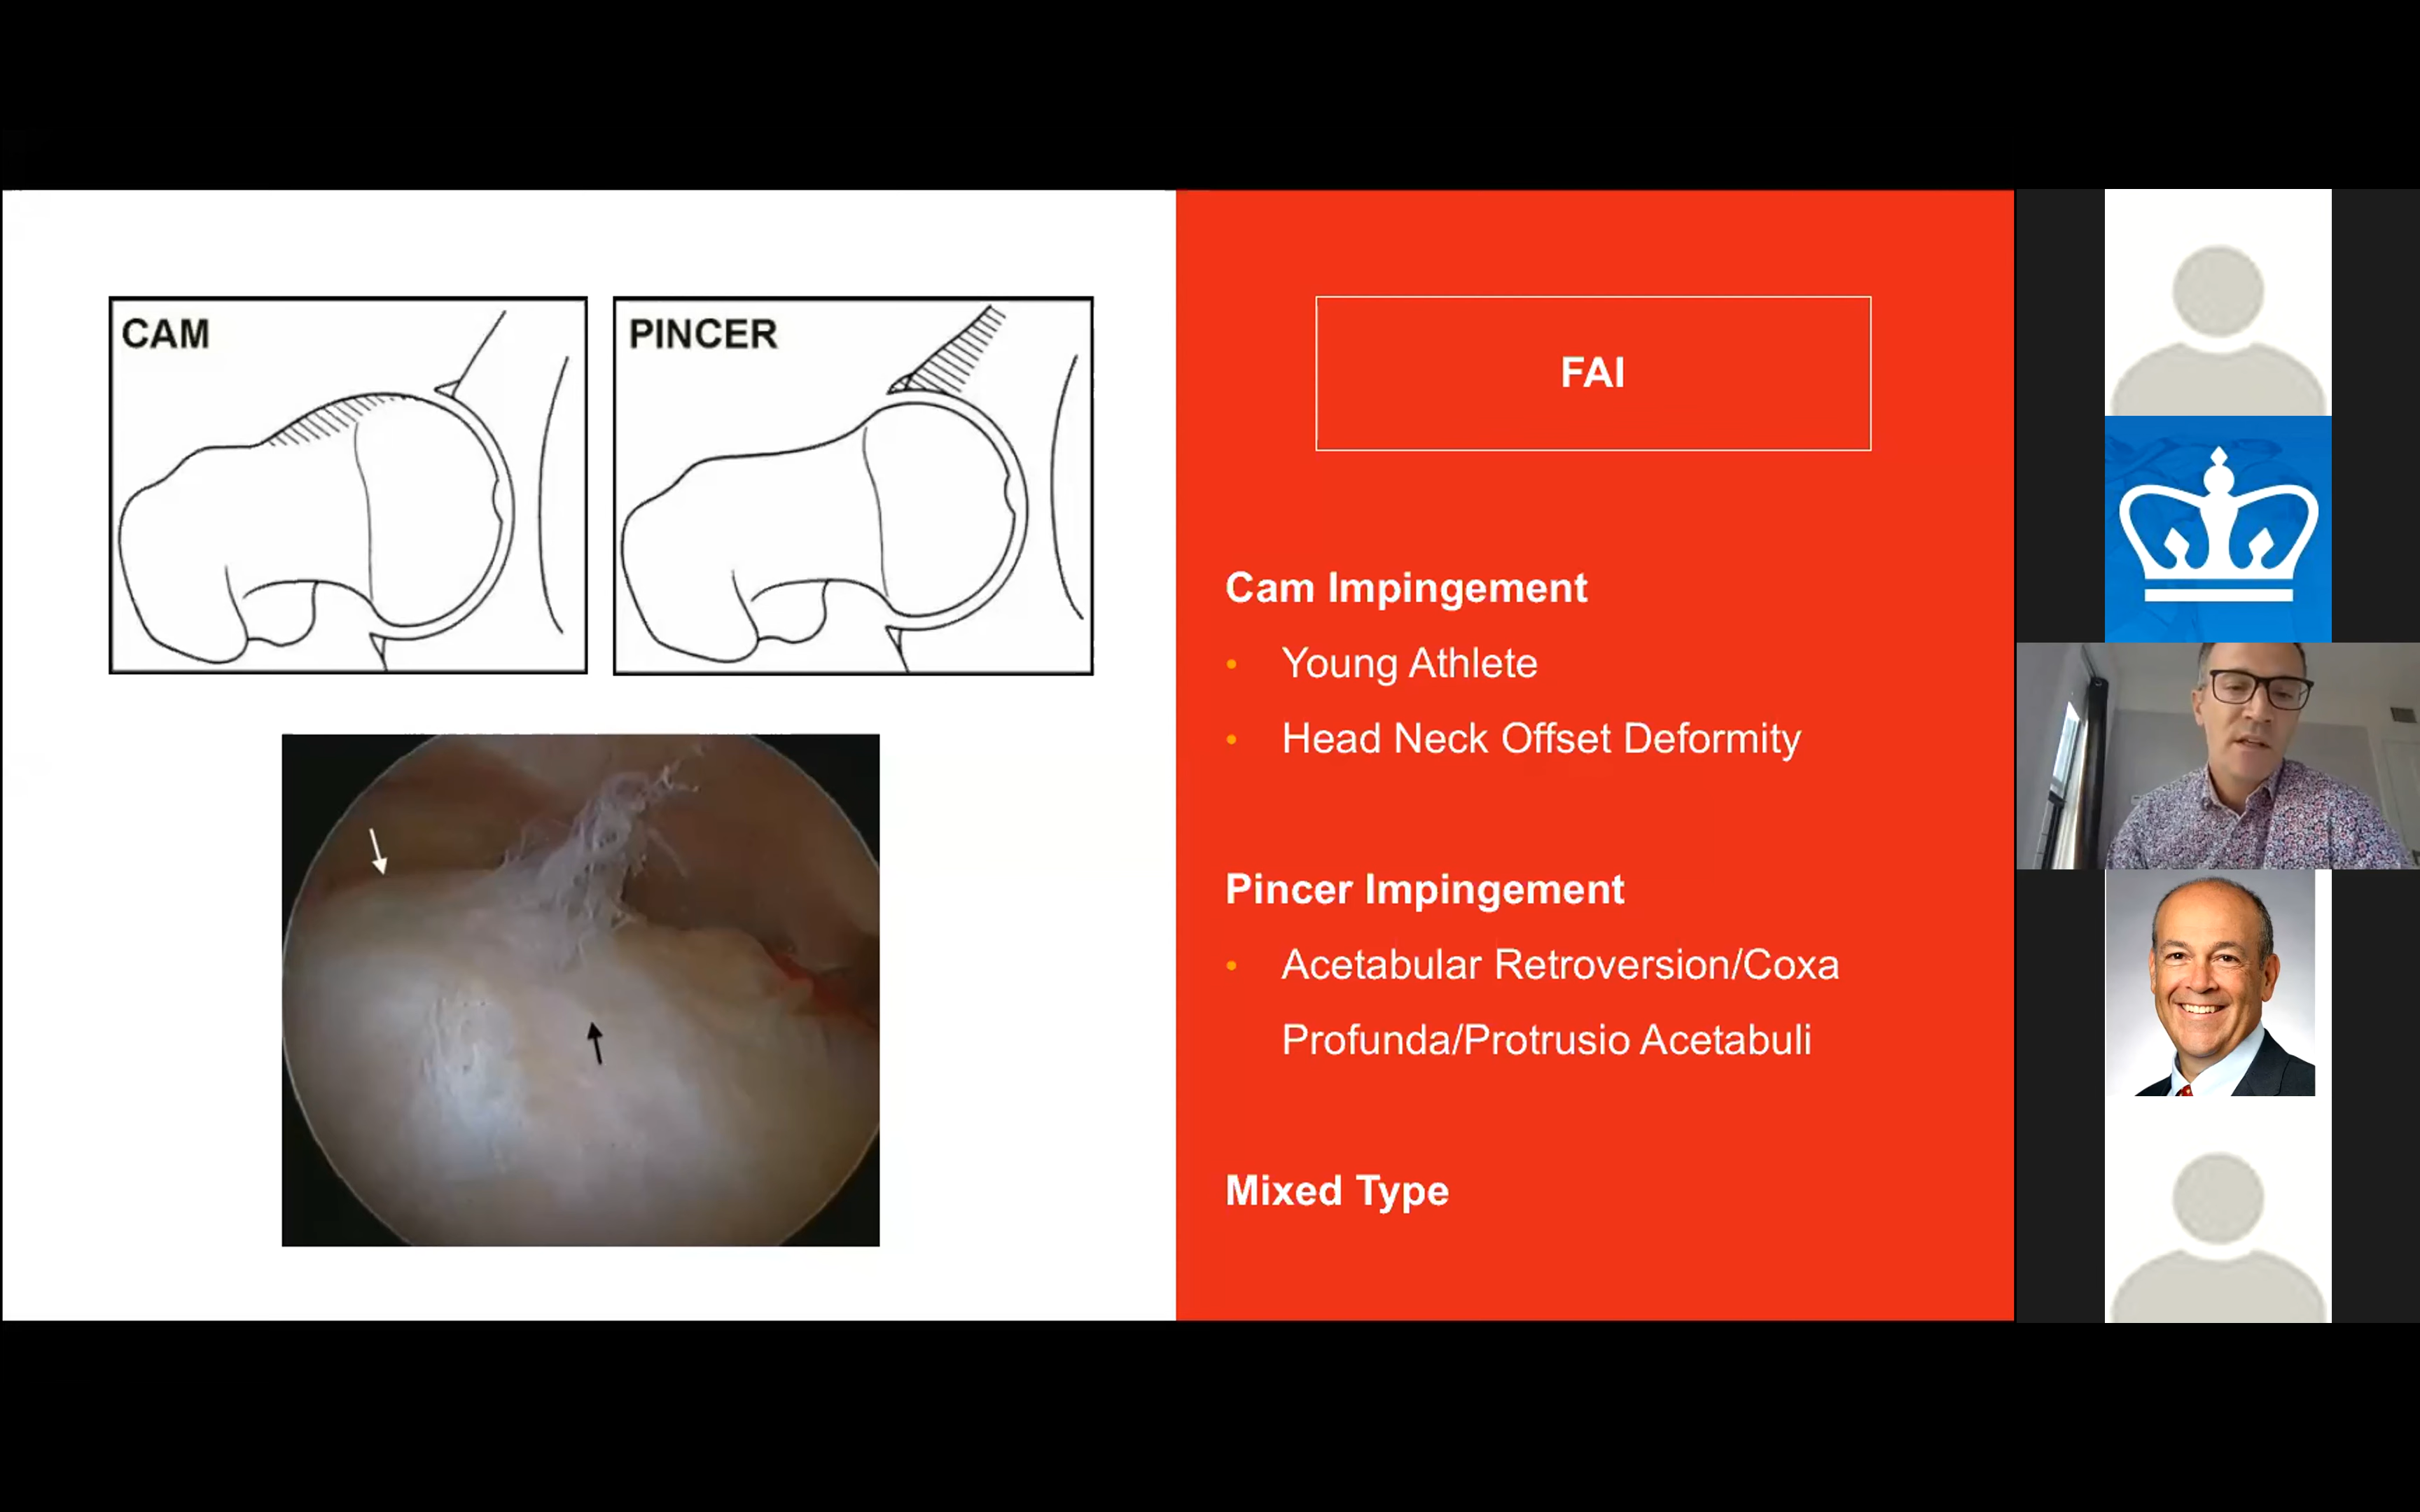 CAM
PINCER
FAI
Cam Impingement
• Young Athlete
• Head Neck Offset Deformity
Pincer Impingement
• Acetabular Retroversion/Coxa
Profunda/Protrusio Acetabuli
Mixed Type